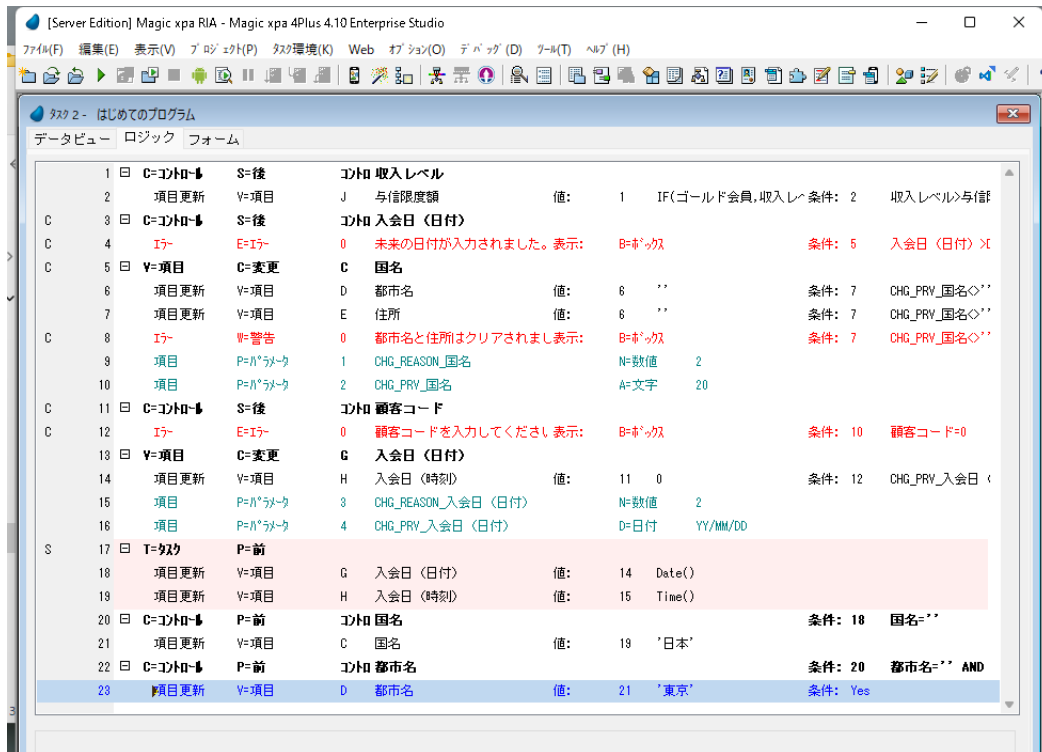 [Server Edition] Magic xpa RIA - Magic xpa 4Plus 4.10 Enterprise Studio
ファイル(F) 編集(E) 表示(V) プロジェクト(P) タスク環境(K) Web オプション(O) デバッグ(D) ツール(T) ヘルプ(H)
タスク 2 - はじめてのプログラム
データビュー ロジック フォーム
1 C=コントロール S=後 コントロ 収入レベル
2 項目更新 V=項目 J 与信限度額 値: 1 IF(ゴールド会員,収入レベ 条件: 2 収入レベル>与信限
C 3 C=コントロール S=後 コントロ 入会日（日付）
C 4 エラー E=エラー 0 未来の日付が入力されました。 表示: B=ボックス 条件: 5 入会日（日付）>D
C 5 V=項目 C=変更 C 国名
6 項目更新 V=項目 D 都市名 値: 6 '' 条件: 7 CHG_PRV_国名<>''
7 項目更新 V=項目 E 住所 値: 6 '' 条件: 7 CHG_PRV_国名<>''
C 8 エラー W=警告 0 都市名と住所はクリアされまし 表示: B=ボックス 条件: 7 CHG_PRV_国名<>''
9 項目 P=パラメータ 1 CHG_REASON_国名 N=数値 2
10 項目 P=パラメータ 2 CHG_PRV_国名 A=文字 20
C 11 C=コントロール S=後 コントロ 顧客コード
C 12 エラー E=エラー 0 顧客コードを入力してください 表示: B=ボックス 条件: 10 顧客コード=0
13 V=項目 C=変更 G 入会日（日付）
14 項目更新 V=項目 H 入会日（時刻） 値: 11 0 条件: 12 CHG_PRV_入会日（
15 項目 P=パラメータ 3 CHG_REASON_入会日（日付） N=数値 2
16 項目 P=パラメータ 4 CHG_PRV_入会日（日付） D=日付 YY/MM/DD
S 17 T=タスク P=前
18 項目更新 V=項目 G 入会日（日付） 値: 14 Date()
19 項目更新 V=項目 H 入会日（時刻） 値: 15 Time()
20 C=コントロール P=前 コントロ 国名 条件: 18 国名=''
21 項目更新 V=項目 C 国名 値: 19 '日本'
22 C=コントロール P=前 コントロ 都市名 条件: 20 都市名='' AND
23 項目更新 V=項目 D 都市名 値: 21 '東京' 条件: Yes